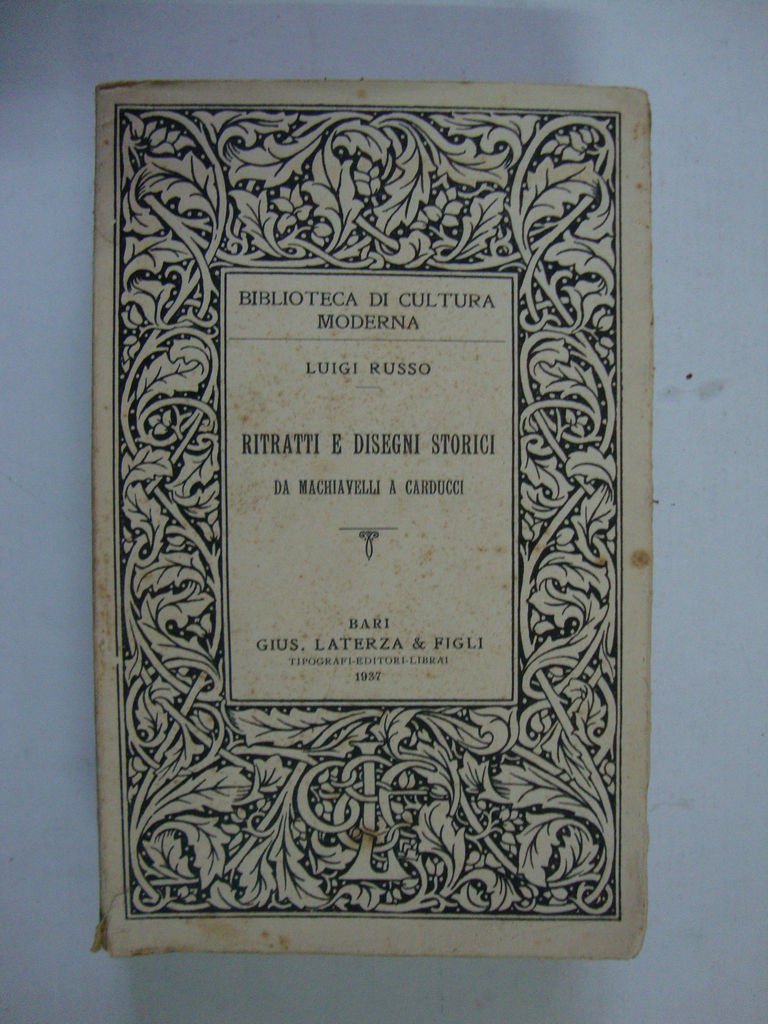 BIBLIOTECA DI CULTURA
MODERNA
LUIGI RUSSO
RITRATTI E DISEGNI STORICI
DA MACHIAVELLI A CARDUCCI
BARI
GIUS. LATERZA & FIGLI
TIPOGRAFI-EDITORI-LIBRAI
1937